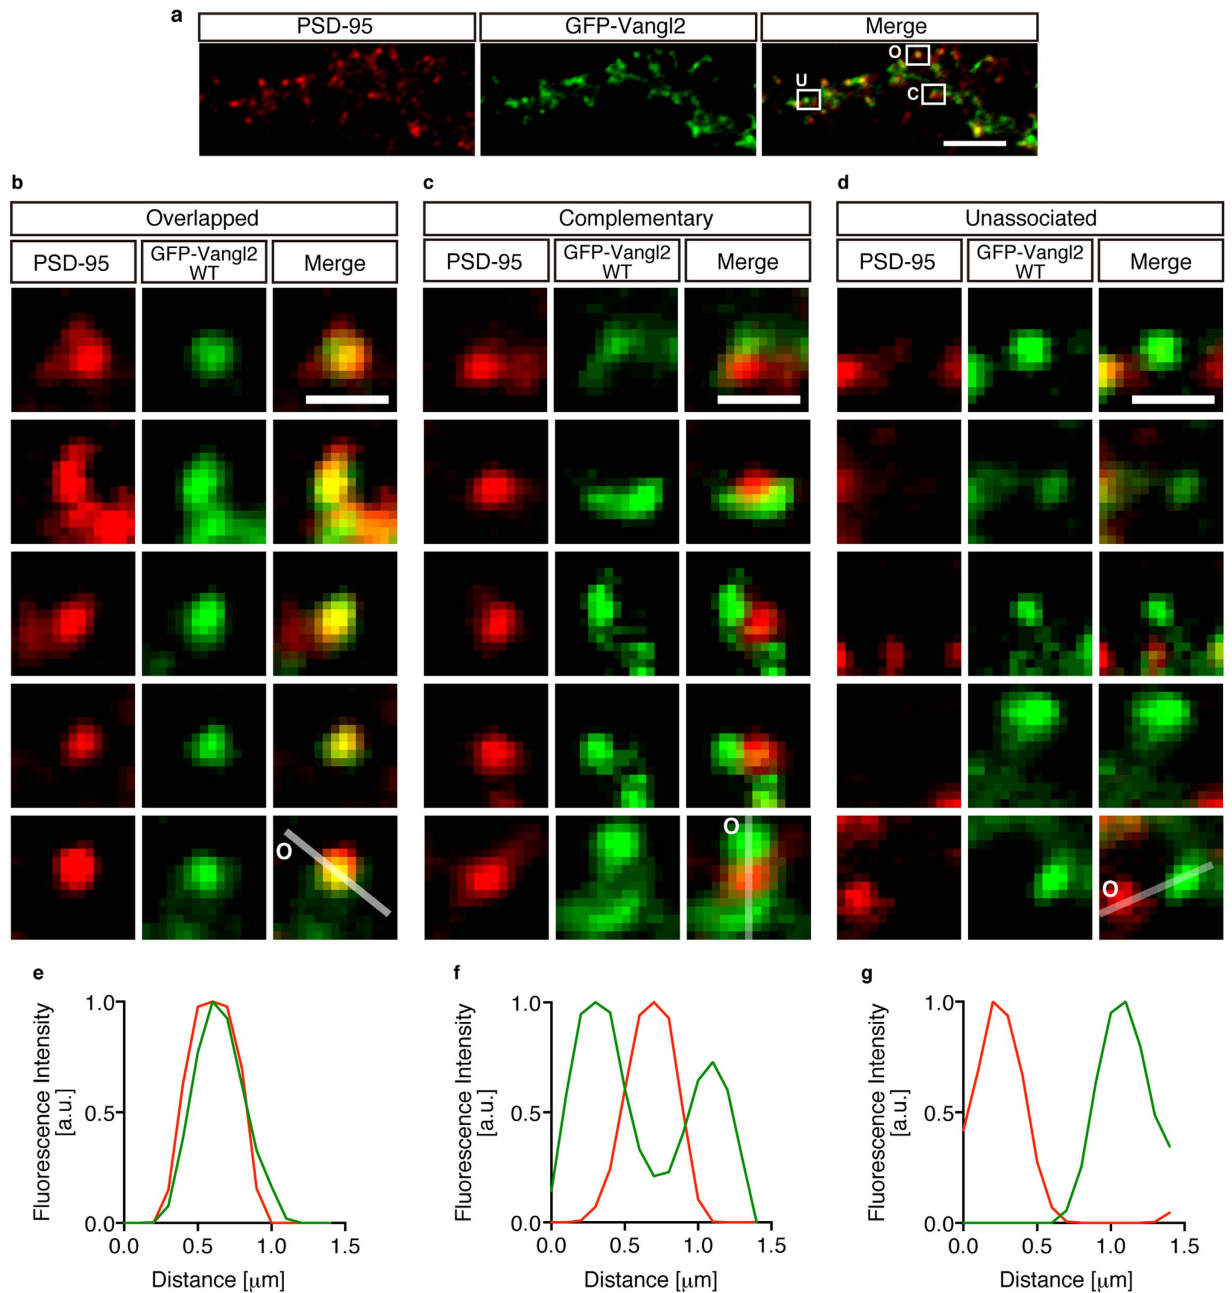 a
PSD-95 GFP-Vangl2 Merge
O
U
C
b c d
Overlapped Complementary Unassociated
PSD-95 GFP-Vangl2 WT Merge PSD-95 GFP-Vangl2 WT Merge PSD-95 GFP-Vangl2 WT Merge
O O O
e f g
Fluorescence Intensity [a.u.]
1.0
0.5
0.0
0.0 0.5 1.0 1.5
Distance [μm]
Fluorescence Intensity [a.u.]
1.0
0.5
0.0
0.0 0.5 1.0 1.5
Distance [μm]
Fluorescence Intensity [a.u.]
1.0
0.5
0.0
0.0 0.5 1.0 1.5
Distance [μm]